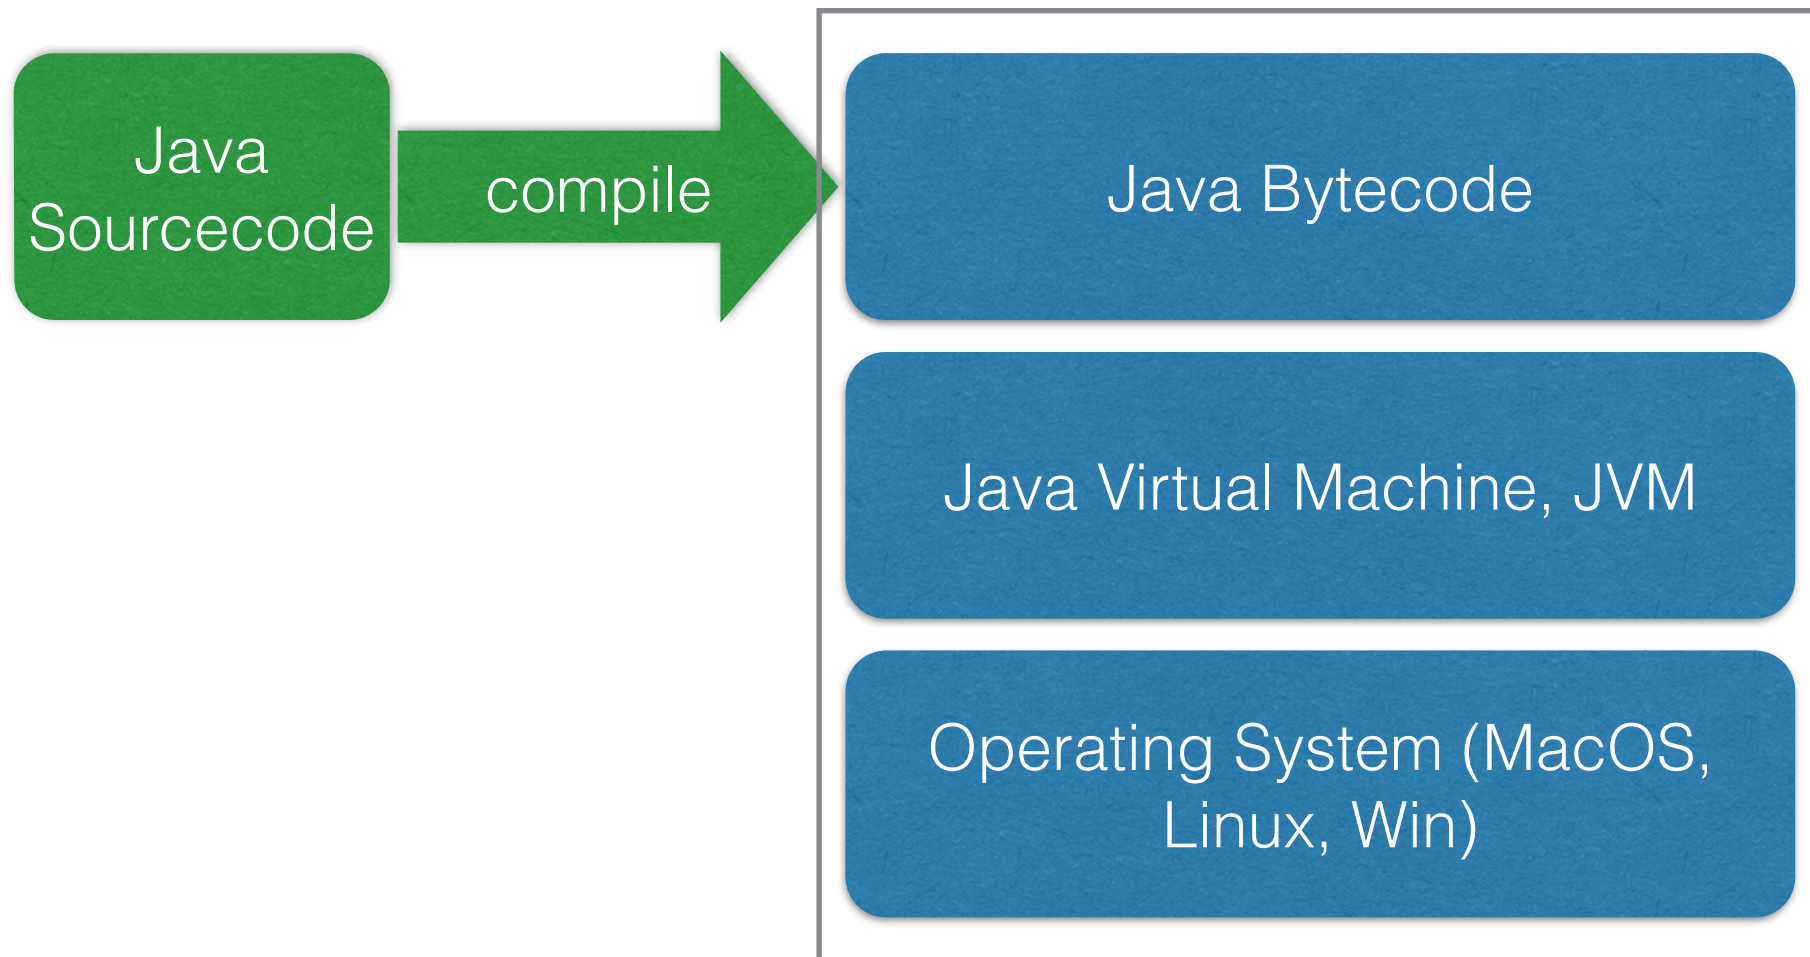 Java
Sourcecode
compile
Java Bytecode
Java Virtual Machine, JVM
Operating System (MacOS,
Linux, Win)